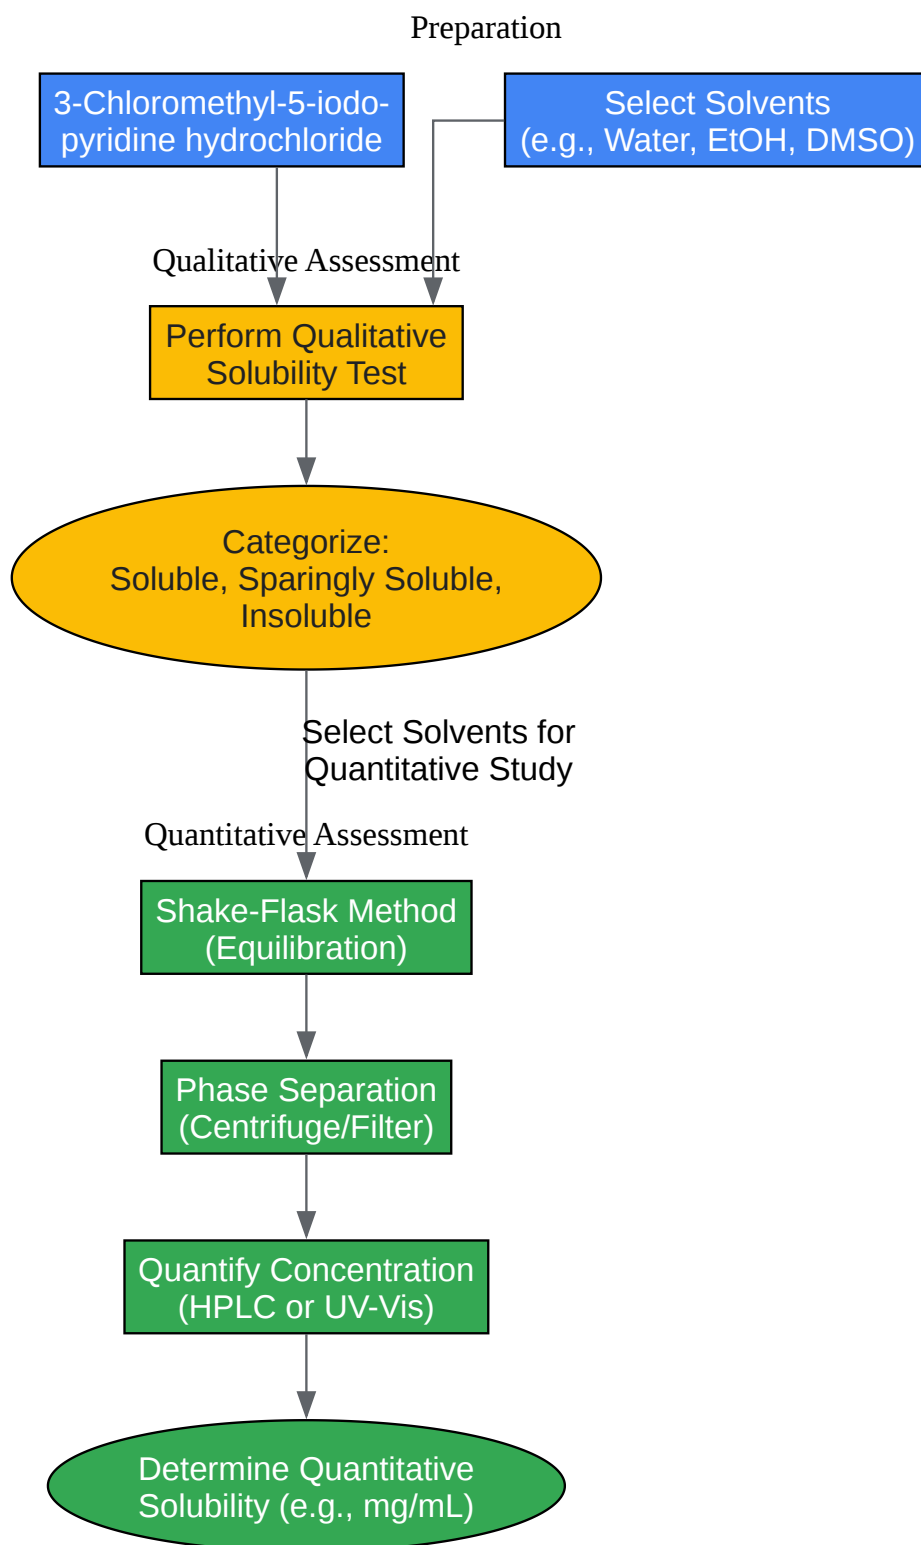 Preparation
3-Chloromethyl-5-iodo-
pyridine hydrochloride
Select Solvents
(e.g., Water, EtOH, DMSO)
Qualitative Assessment
Perform Qualitative
Solubility Test
Categorize:
Soluble, Sparingly Soluble,
Insoluble
Select Solvents for
Quantitative Study
Quantitative Assessment
Shake-Flask Method
(Equilibration)
Phase Separation
(Centrifuge/Filter)
Quantify Concentration
(HPLC or UV-Vis)
Determine Quantitative
Solubility (e.g., mg/mL)